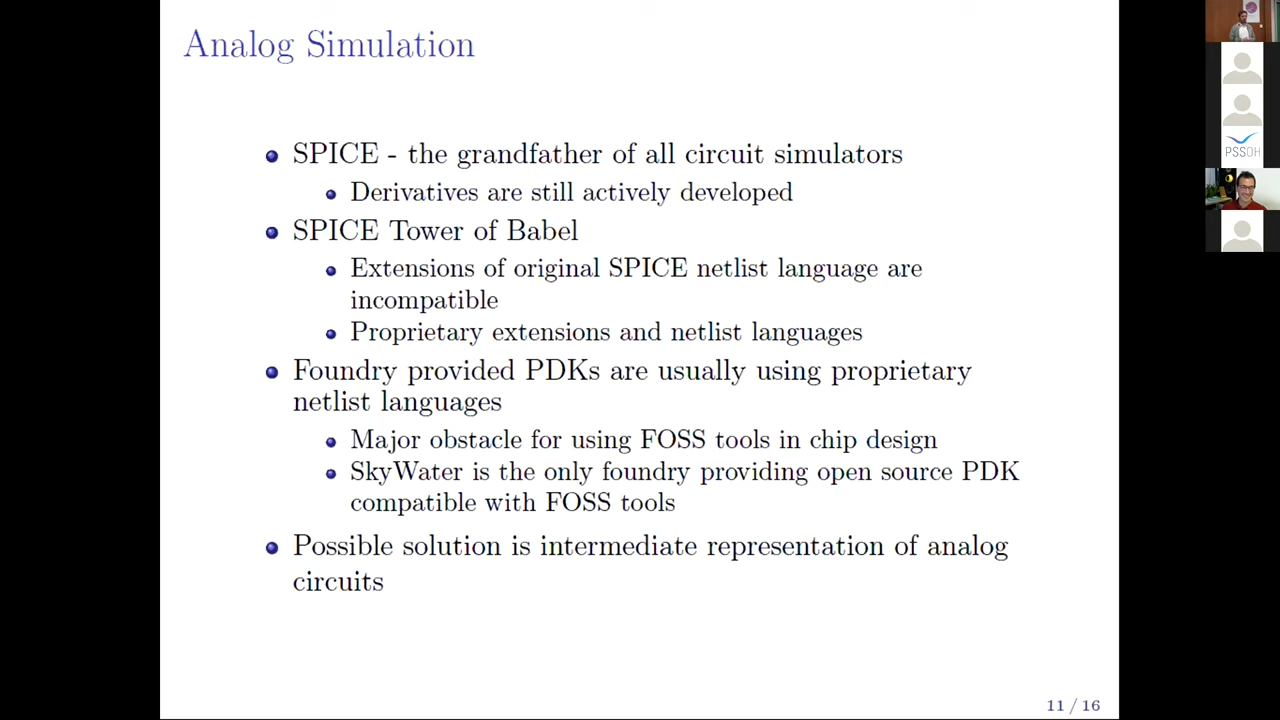 Analog Simulation
SPICE - the grandfather of all circuit simulators
Derivatives are still actively developed
SPICE Tower of Babel
Extensions of original SPICE netlist language are
incompatible
Proprietary extensions and netlist languages
Foundry provided PDKs are usually using proprietary
netlist languages
Major obstacle for using FOSS tools in chip design
SkyWater is the only foundry providing open source PDK
compatible with FOSS tools
Possible solution is intermediate representation of analog
circuits
11 / 16
PSSOH